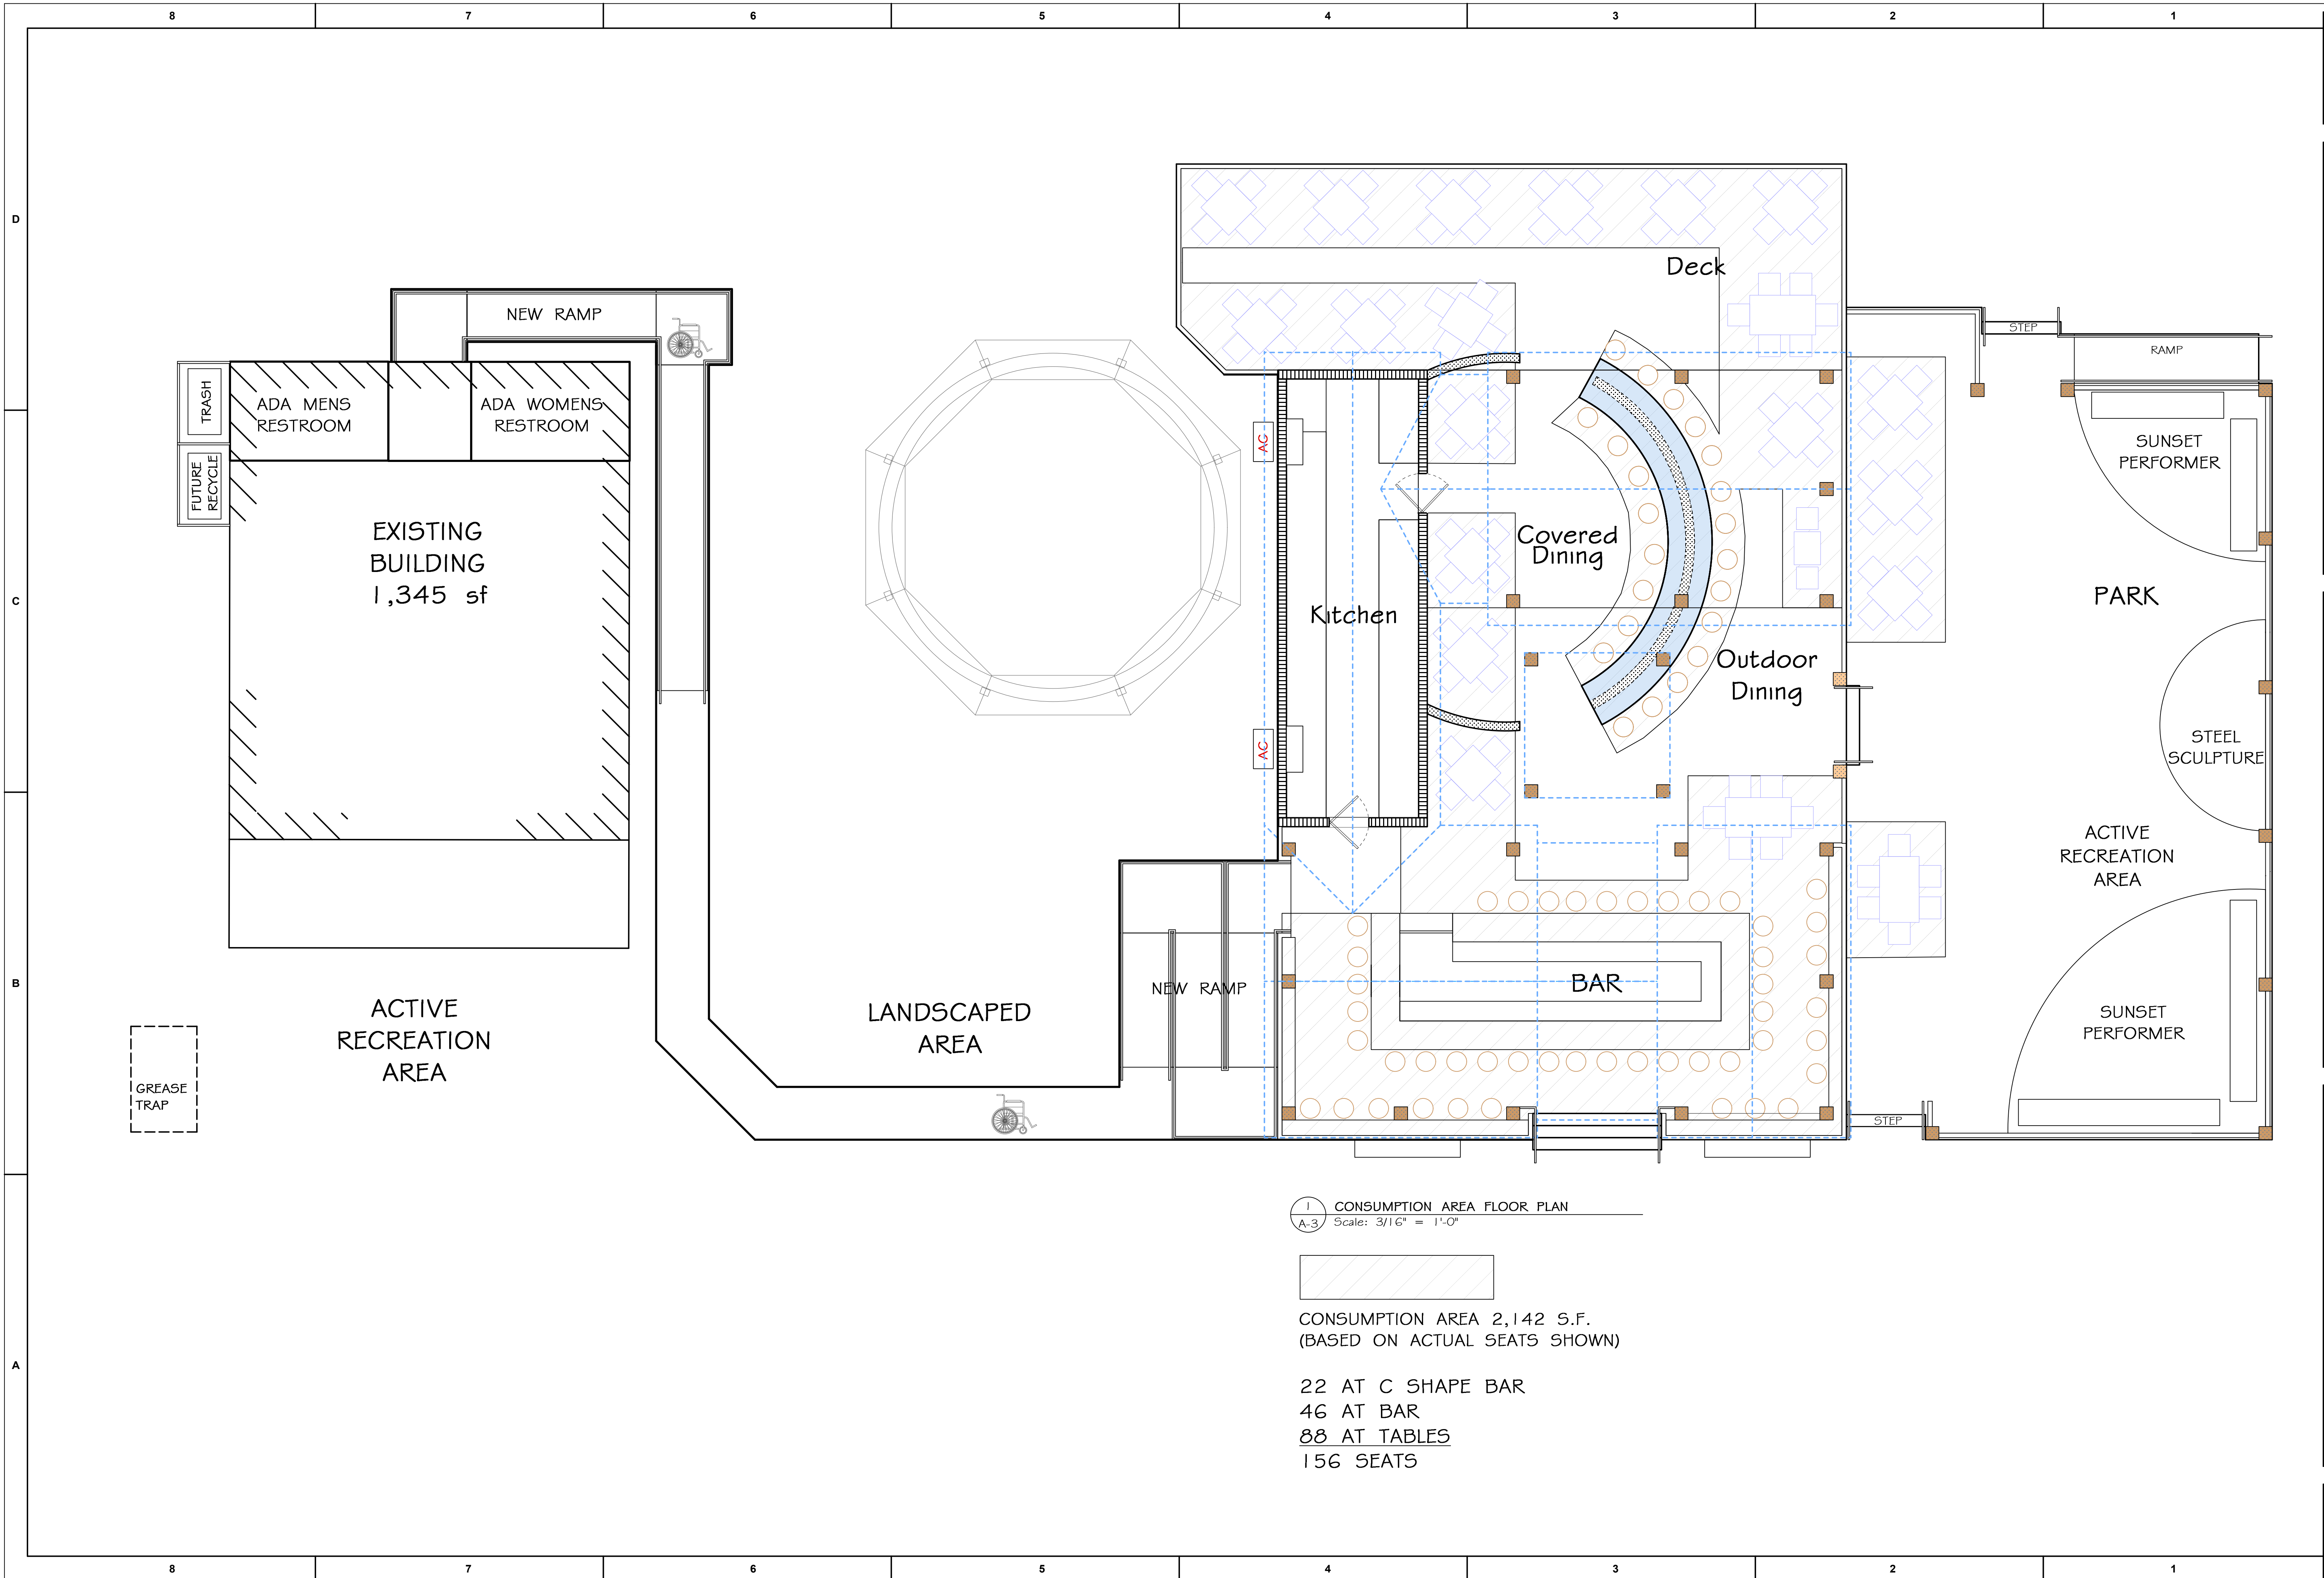 8 7 6 5 4 3 2 1
D
C
B
A
Deck
NEW RAMP
STEP
RAMP
TRASH
ADA MENS
RESTROOM
ADA WOMENS
RESTROOM
FUTURE
RECYCLE
AC
SUNSET
PERFORMER
EXISTING
BUILDING
1,345 sf
Covered
Dining
Kitchen
PARK
Outdoor
Dining
AC
STEEL
SCULPTURE
ACTIVE
RECREATION
AREA
ACTIVE
RECREATION
AREA
LANDSCAPED
AREA
NEW RAMP
BAR
SUNSET
PERFORMER
GREASE
TRAP
STEP
1
A-3
CONSUMPTION AREA FLOOR PLAN
Scale: 3/16" = 1'-0"
CONSUMPTION AREA 2,142 S.F.
(BASED ON ACTUAL SEATS SHOWN)
22 AT C SHAPE BAR
46 AT BAR
88 AT TABLES
156 SEATS
8 7 6 5 4 3 2 1